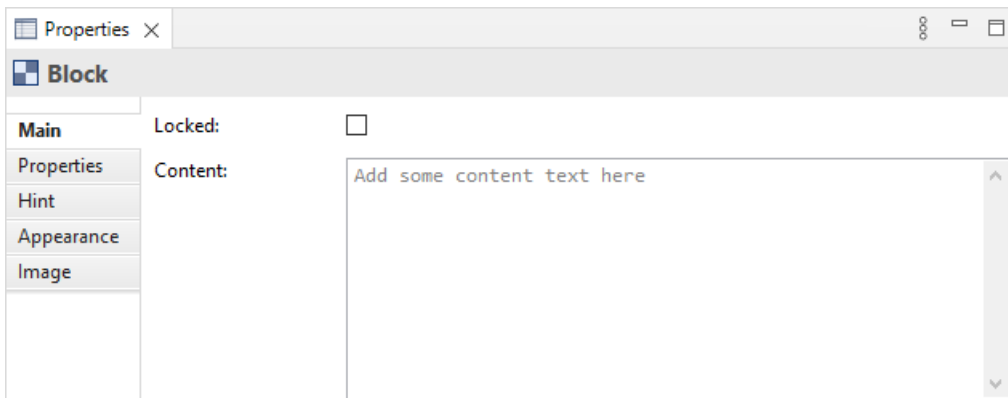 Properties
Block
Main
Locked:
Properties
Content:
Add some content text here
Hint
Appearance
Image